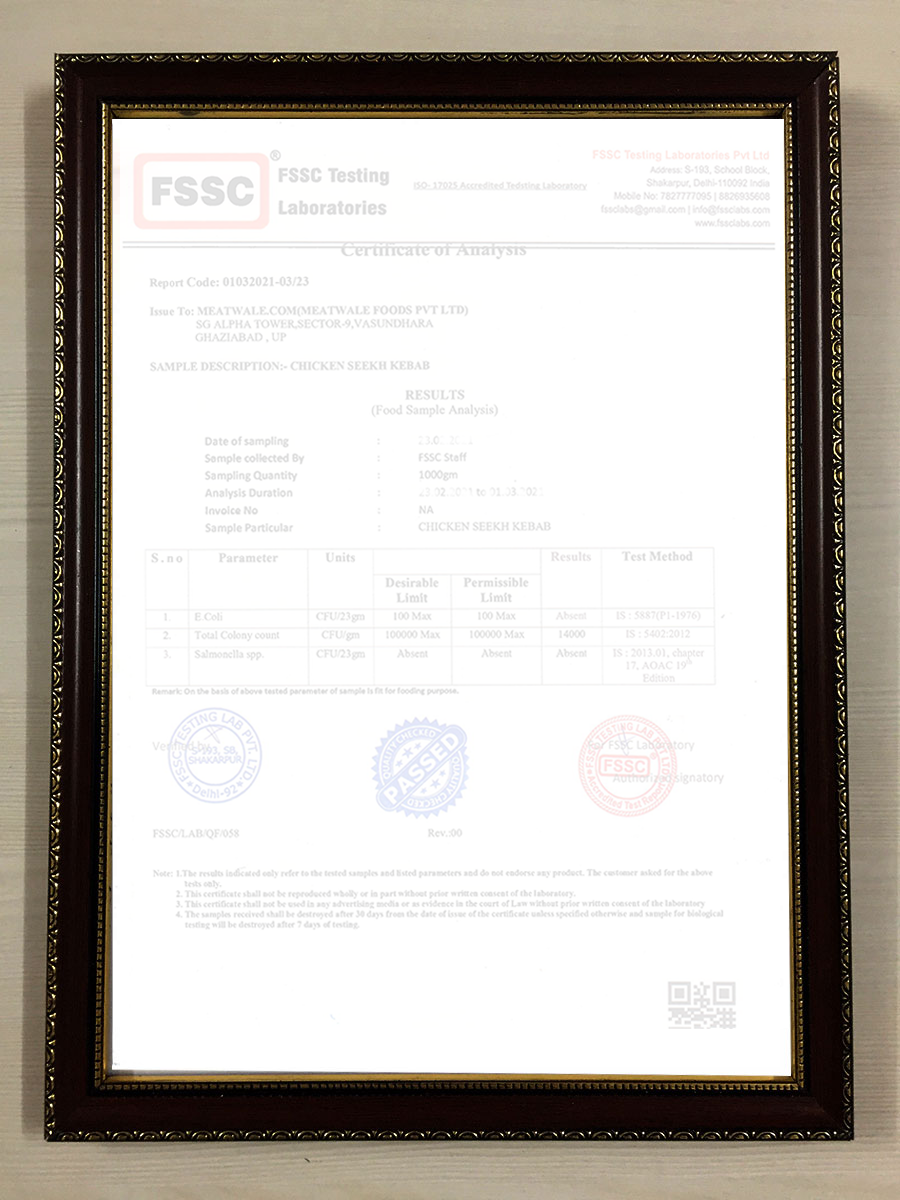 FSSC®
FSSC Testing
Laboratories
ISO- 17025 Accredited Tedsting Laboratory
FSSC Testing Laboratories Pvt Ltd
Address: S-193, School Block,
Shakarpur, Delhi-110092 India
Mobile No: 7827777095 | 8826935608
fssclabs@gmail.com | info@fssclabs.com
www.fssclabs.com
Certificate of Analysis
Report Code: 01032021-03/23
Issue To: MEATWALE.COM(MEATWALE FOODS PVT LTD)
SG ALPHA TOWER,SECTOR-9,VASUNDHARA
GHAZIABAD , UP
SAMPLE DESCRIPTION:- CHICKEN SEEKH KEBAB
RESULTS
(Food Sample Analysis)
Date of sampling :
Sample collected By : FSSC Staff
Sampling Quantity : 1000gm
Analysis Duration : to
Invoice No : NA
Sample Particular : CHICKEN SEEKH KEBAB
S.no Parameter Units Desirable Limit Permissible Limit Results Test Method
1. E.Coli CFU/23gm 100 Max 100 Max Absent IS : 5887(P1-1976)
2. Total Colony count CFU/gm 100000 Max 100000 Max 14000 IS : 5402:2012
3. Salmonella spp. CFU/23gm Absent Absent Absent IS : 2013.01, chapter
17, AOAC 19th
Edition
Remark: On the basis of above tested parameter of sample is fit for fooding purpose.
Verified
FSSC TESTING LAB PVT. LTD.
S-193, SB,
SHAKARPUR
Delhi-92
QUALITY CHECKED
PASSED
QUALITY CHECKED
For FSSC Laboratory
FSSC TESTING LAB PVT LTD
FSSC
Accredited Test Report
Authorized signatory
FSSC/LAB/QF/058
Rev.:00
Note: 1.The results indicated only refer to the tested samples and listed parameters and do not endorse any product. The customer asked for the above
tests only.
2. This certificate shall not be reproduced wholly or in part without prior written consent of the laboratory.
3. This certificate shall not be used in any advertising media or as evidence in the court of Law without prior written consent of the laboratory
4. The samples received shall be destroyed after 30 days from the date of issue of the certificate unless specified otherwise and sample for biological
testing will be destroyed after 7 days of testing.